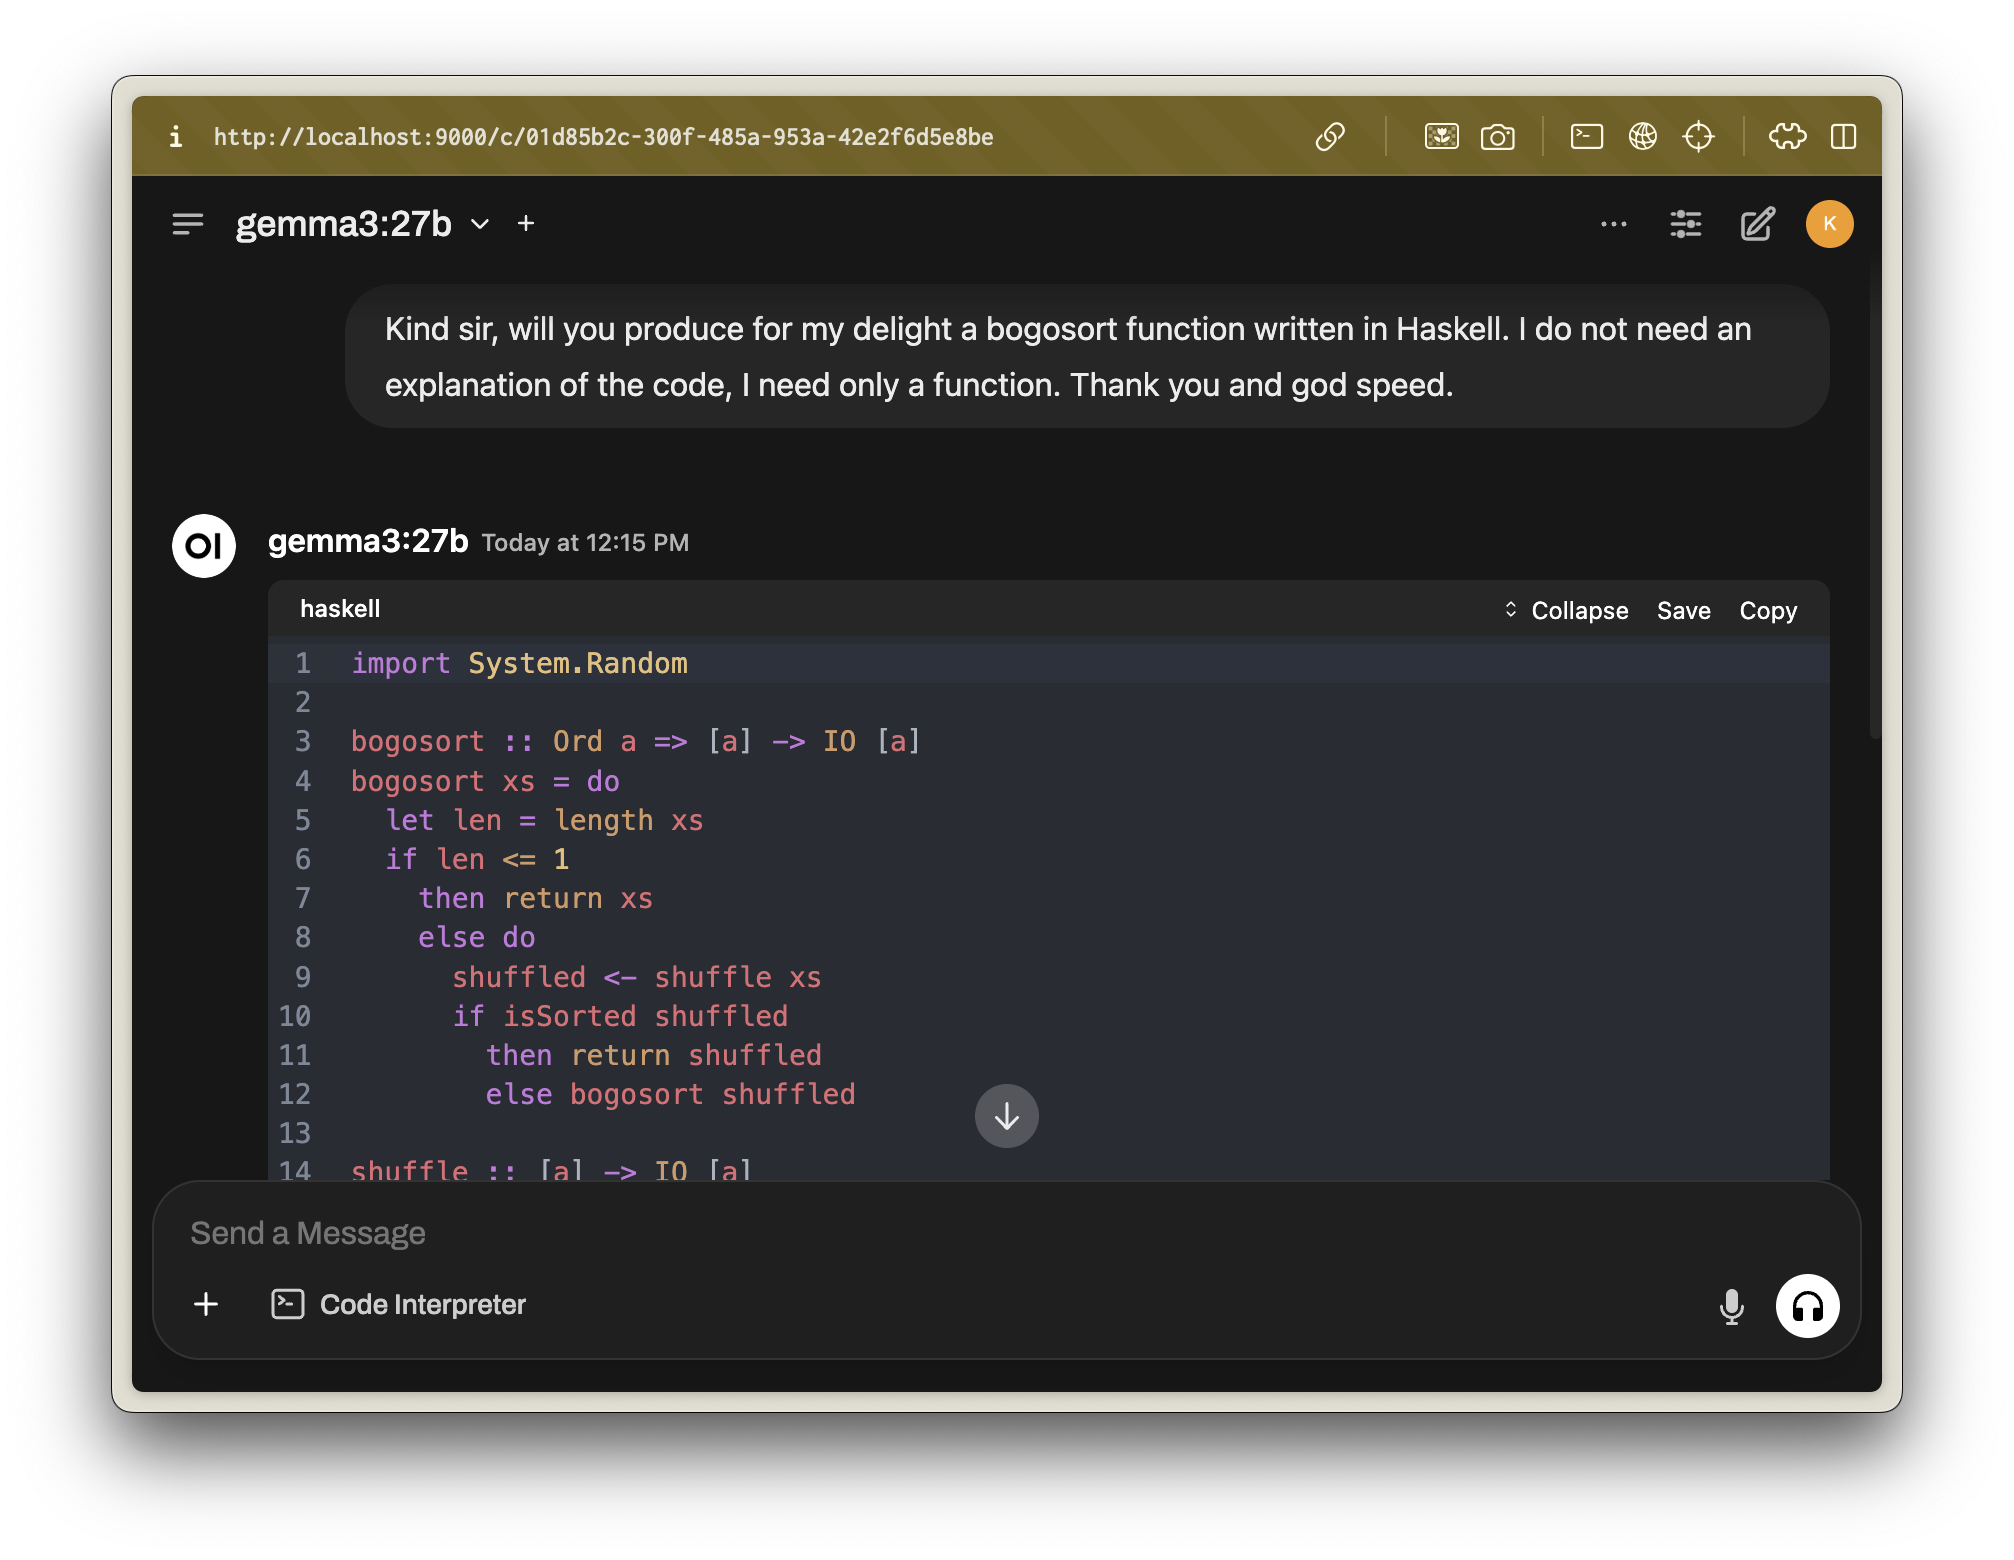 http://localhost:9000/c/01d85b2c-300f-485a-953a-42e2f6d5e8be
gemma3:27b
K
Kind sir, will you produce for my delight a bogosort function written in Haskell. I do not need an
explanation of the code, I need only a function. Thank you and god speed.
OI
gemma3:27b Today at 12:15 PM
haskell Collapse Save Copy
1 import System.Random
2
3 bogosort :: Ord a => [a] -> IO [a]
4 bogosort xs = do
5   let len = length xs
6   if len <= 1
7     then return xs
8     else do
9       shuffled <- shuffle xs
10       if isSorted shuffled
11         then return shuffled
12         else bogosort shuffled
13
14 shuffle :: [a] -> IO [a]
Send a Message
Code Interpreter